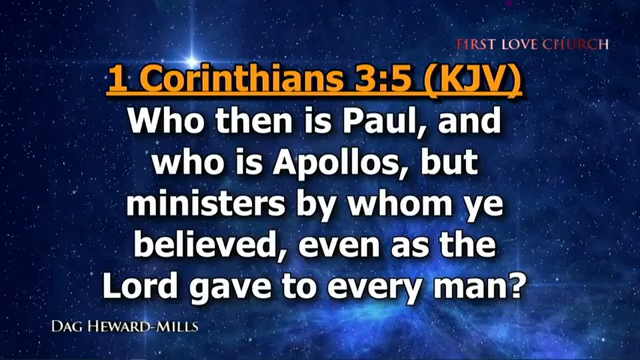 FIRST LOVE CHURCH
1 Corinthians 3:5 (KJV)
Who then is Paul, and
who is Apollos, but
ministers by whom ye
believed, even as the
Lord gave to every man?
DAG HEWARD-MILLS